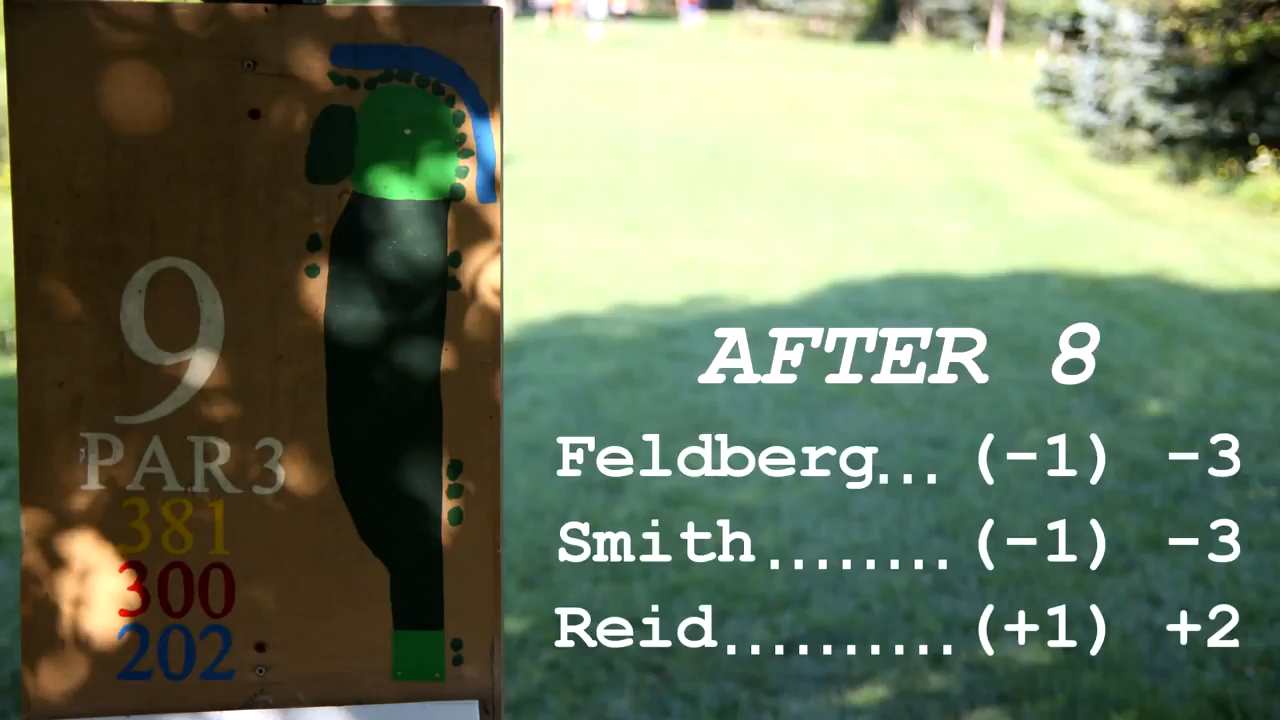 9
PAR 3
381
300
202
AFTER 8
Feldberg... (-1) -3
Smith ........ (-1) -3
Reid.......... (+1) +2